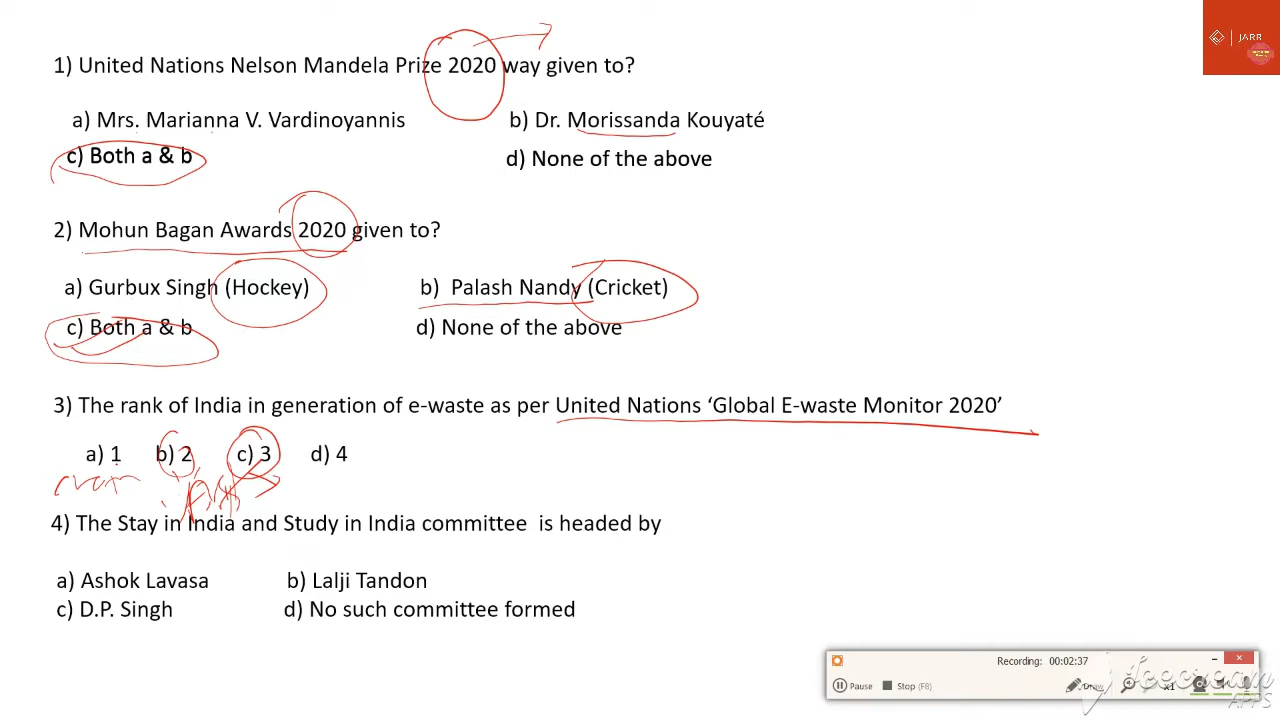 JARR
1) United Nations Nelson Mandela Prize 2020 way given to?
a) Mrs. Marianna V. Vardinoyannis b) Dr. Morissanda Kouyaté
c) Both a & b d) None of the above
2) Mohun Bagan Awards 2020 given to?
a) Gurbux Singh (Hockey) b) Palash Nandy (Cricket)
c) Both a & b d) None of the above
3) The rank of India in generation of e-waste as per United Nations ‘Global E-waste Monitor 2020’
a) 1 b) 2 c) 3 d) 4
4) The Stay in India and Study in India committee is headed by
a) Ashok Lavasa b) Lalji Tandon
c) D.P. Singh d) No such committee formed
Recording: 00:02:37
Pause Stop (F8) Draw x1
Icecream
APPS